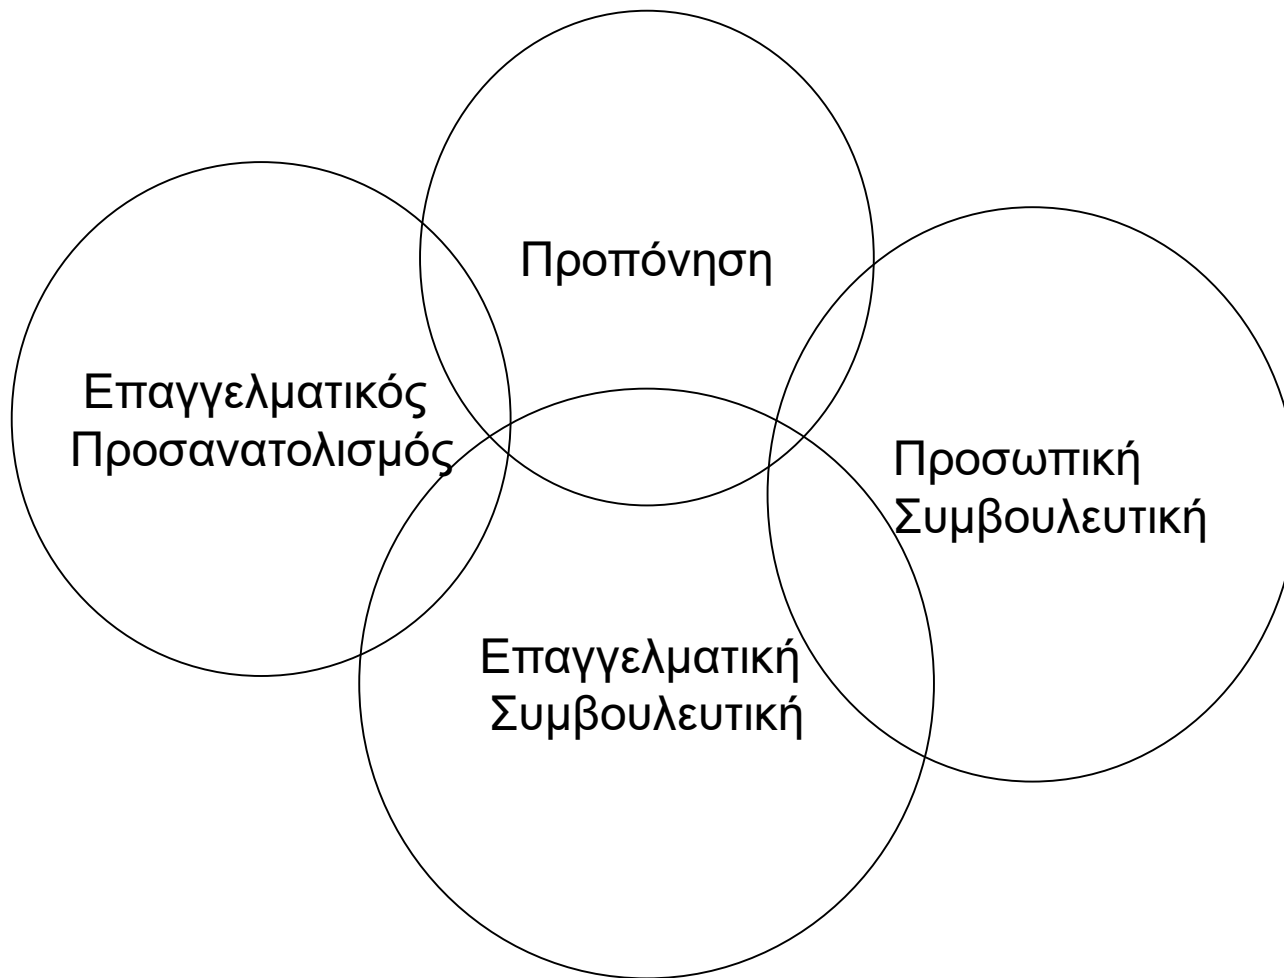 Προπόνηση
Επαγγελματικός
Προσανατολισμός
Προσωπική
Συμβουλευτική
Επαγγελματική
Συμβουλευτική